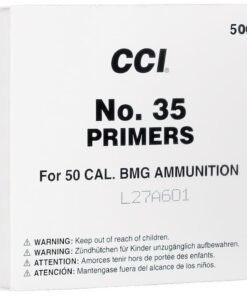 CCI®
500
No. 35
PRIMERS
For 50 CAL. BMG AMMUNITION
L27A601
⚠ WARNING: Keep out of reach of children.
⚠ WARNING: Zündhütchen für Kinder unzugänglich aufbewahren.
⚠ ATTENTION: Amorces tenir hors de portée des enfants.
⚠ ATENCIÓN: Mantengase fuera del alcance de los niños.